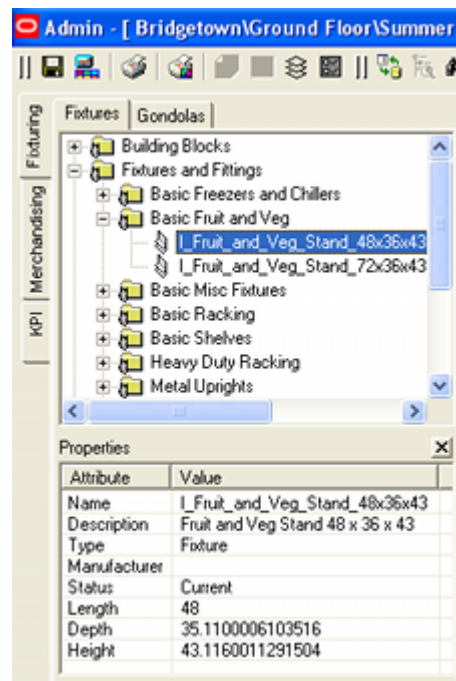 Admin - [ Bridgetown\Ground Floor\Summer
Fixturing
Merchandising
KPI
Fixtures
Gondolas
Building Blocks
Fixtures and Fittings
Basic Freezers and Chillers
Basic Fruit and Veg
I_Fruit_and_Veg_Stand_48x36x43
I_Fruit_and_Veg_Stand_72x36x43
Basic Misc Fixtures
Basic Racking
Basic Shelves
Heavy Duty Racking
Metal Uprights
Properties
Attribute Value
Name I_Fruit_and_Veg_Stand_48x36x43
Description Fruit and Veg Stand 48 x 36 x 43
Type Fixture
Manufacturer
Status Current
Length 48
Depth 35.1100006103516
Height 43.1160011291504